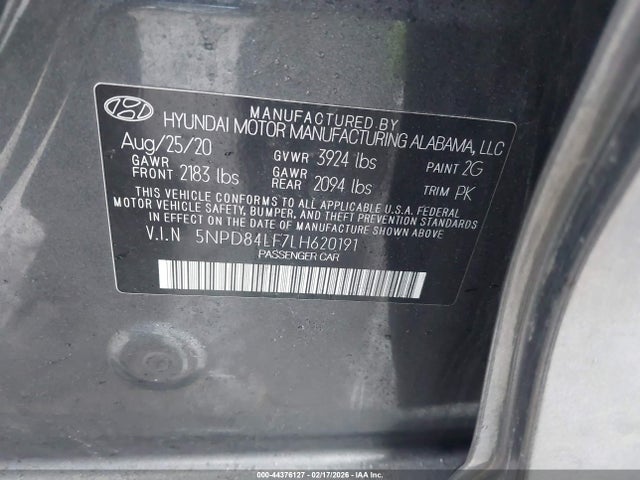 MANUFACTURED BY
HYUNDAI MOTOR MANUFACTURING ALABAMA, LLC
Aug/25/20 GVWR 3924 lbs PAINT 2G
GAWR FRONT 2183 lbs GAWR REAR 2094 lbs TRIM PK
THIS VEHICLE CONFORMS TO ALL APPLICABLE U.S.A. FEDERAL
MOTOR VEHICLE SAFETY, BUMPER, AND THEFT PREVENTION STANDARDS
IN EFFECT ON THE DATE OF MANUFACTURE SHOWN ABOVE.
V.I.N 5NPD84LF7LH620191
PASSENGER CAR
000-44376127 - 02/17/2026 - COPYRIGHT IAA, LLC